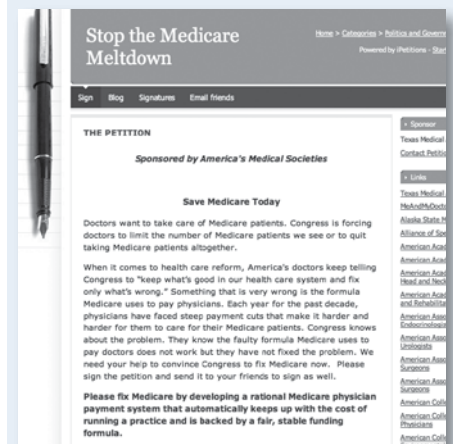 Stop the Medicare
Meltdown
Home > Categories > Politics and Govern
Powered by iPetitions - Star
Sign Blog Signatures Email friends
THE PETITION
Sponsored by America's Medical Societies
Save Medicare Today
Doctors want to take care of Medicare patients. Congress is forcing
doctors to limit the number of Medicare patients we see or to quit
taking Medicare patients altogether.
When it comes to health care reform, America's doctors keep telling
Congress to "keep what's good in our health care system and fix
only what's wrong." Something that is very wrong is the formula
Medicare uses to pay physicians. Each year for the past decade,
physicians have faced steep payment cuts that make it harder and
harder for them to care for their Medicare patients. Congress knows
about the problem. They know the faulty formula Medicare uses to
pay doctors does not work but they have not fixed the problem. We
need your help to convince Congress to fix Medicare now. Please
sign the petition and send it to your friends to sign as well.
Please fix Medicare by developing a rational Medicare physician
payment system that automatically keeps up with the cost of
running a practice and is backed by a fair, stable funding
formula.
Sponsor
Texas Medical
Contact Petitio
Links
Texas Medical
MeAndMyDocto
Alaska State M
Alliance of Spe
American Acad
American Acad
American Acad
Head and Neck
American Acad
and Rehabilita
American Asso
Endocrinologis
American Asso
Urologists
American Asso
Surgeons
American Asso
Surgeons
American Colle
American Colle
Physicians
American Colle